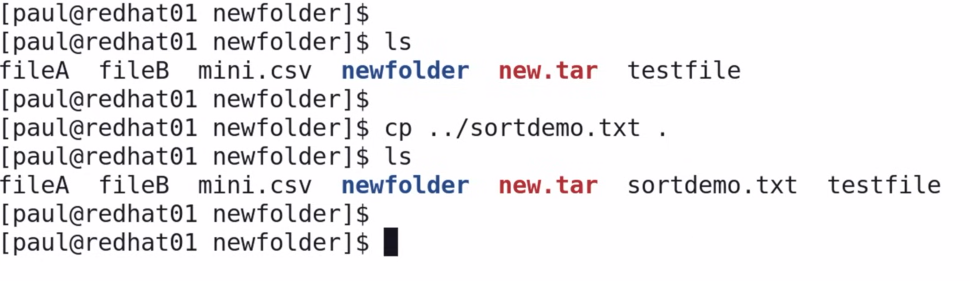 [paul@redhat01 newfolder]$
[paul@redhat01 newfolder]$ ls
fileA  fileB  mini.csv  newfolder  new.tar  testfile
[paul@redhat01 newfolder]$
[paul@redhat01 newfolder]$ cp ../sortdemo.txt .
[paul@redhat01 newfolder]$ ls
fileA  fileB  mini.csv  newfolder  new.tar  sortdemo.txt  testfile
[paul@redhat01 newfolder]$
[paul@redhat01 newfolder]$